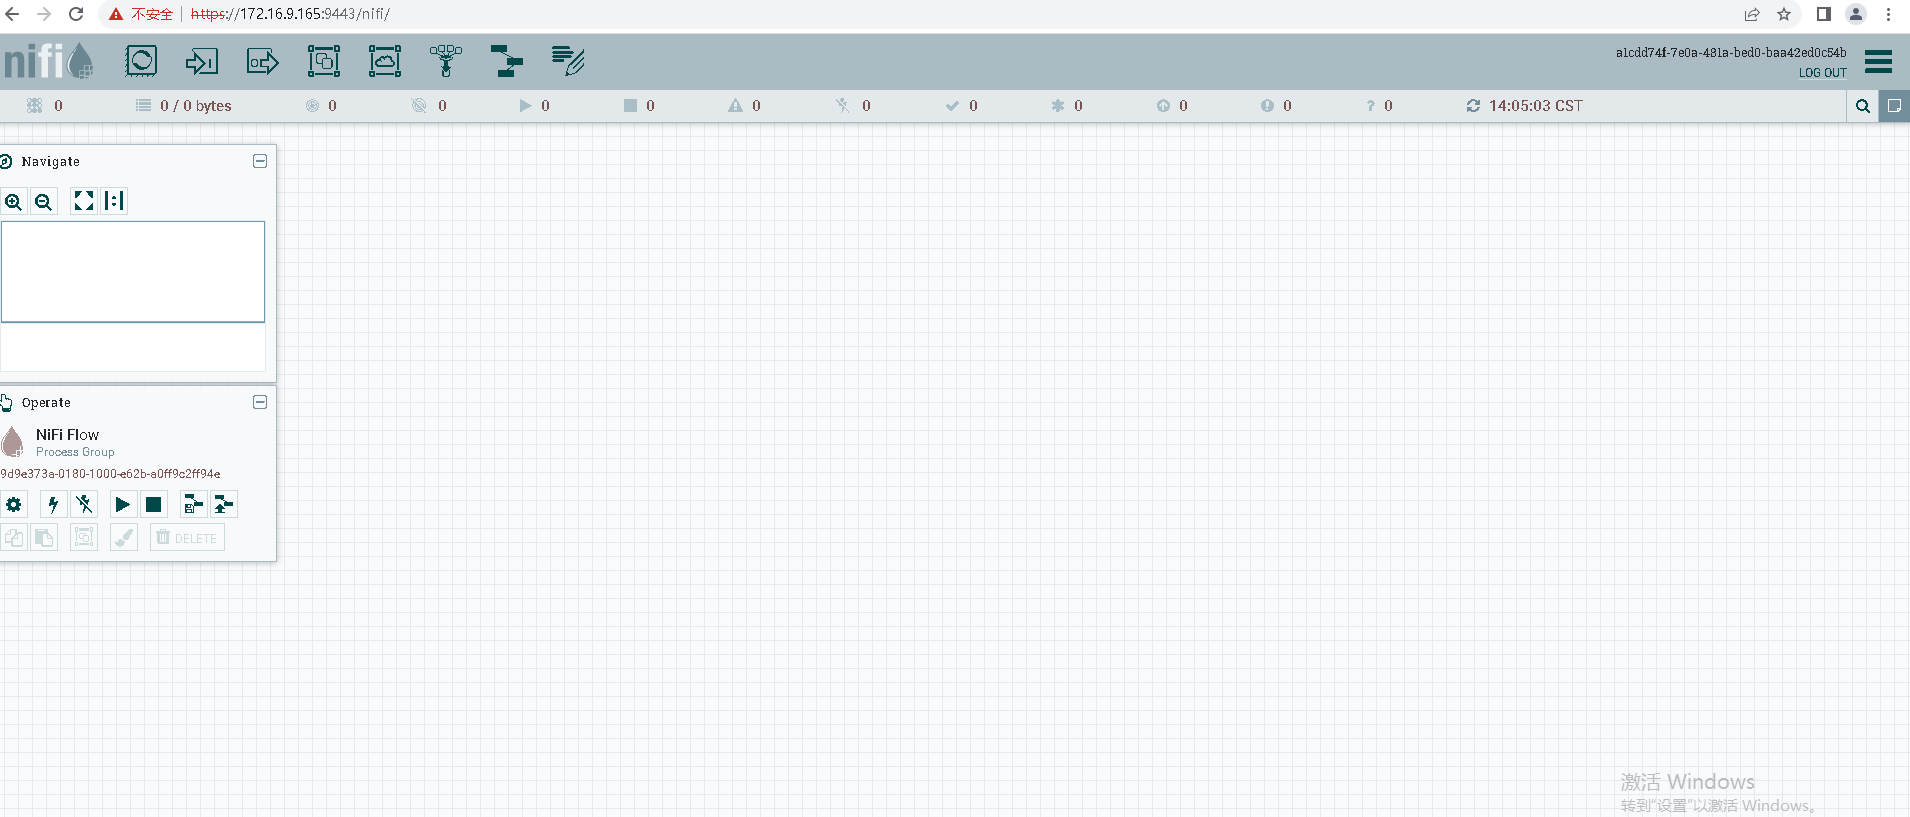 不安全 https://172.16.9.165:9443/nifi/
nifi
a1cdd74f-7e0a-481a-bed0-baa42ed0c54b
LOG OUT
0 0 / 0 bytes 0 0 0 0 0 0 0 0 0 0 ? 0 14:05:03 CST
Navigate
Operate
NiFi Flow
Process Group
9d9e373a-0180-1000-e62b-a0ff9c2ff94e
DELETE
激活 Windows
转到"设置"以激活 Windows。